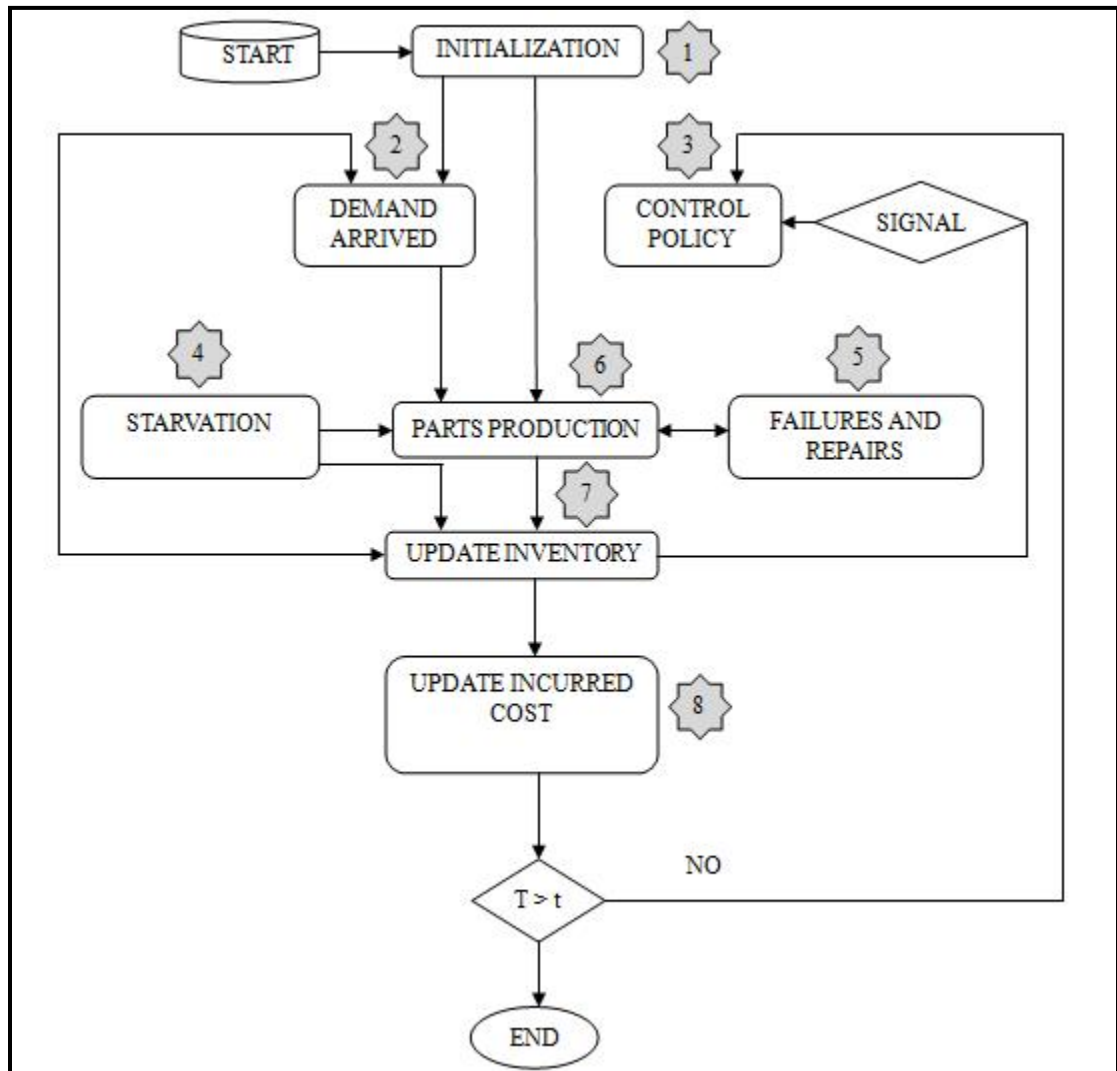 START
INITIALIZATION
1
2
3
DEMAND
ARRIVED
CONTROL
POLICY
SIGNAL
4
6
5
STARVATION
PARTS PRODUCTION
FAILURES AND
REPAIRS
7
UPDATE INVENTORY
UPDATE INCURRED
COST
8
NO
T > t
END